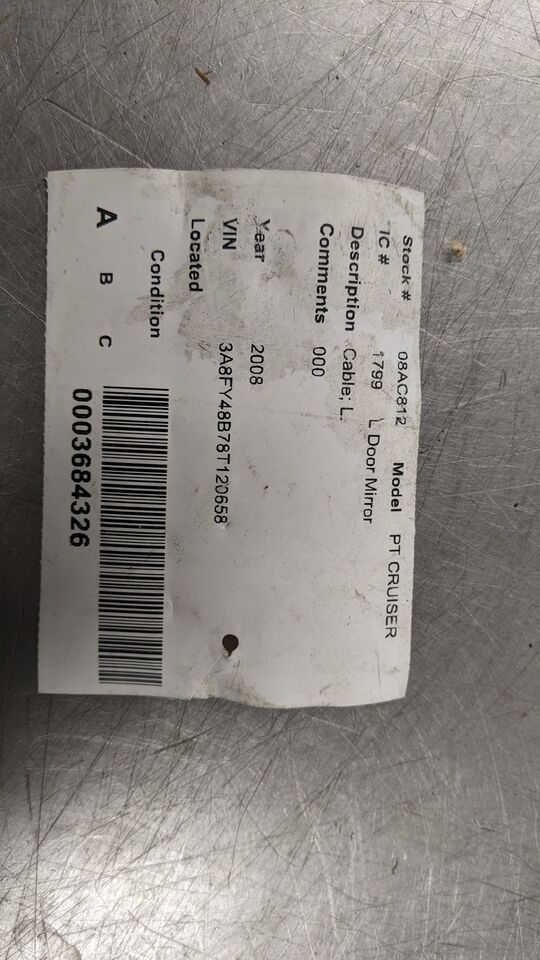 Stock # 08AC812 Model PT CRUISER
IC # 1799 L Door Mirror
Description Cable; L.
Comments 000
Year 2008
VIN 3A8FY48B78T120658
Located
Condition
A B C
0003684326